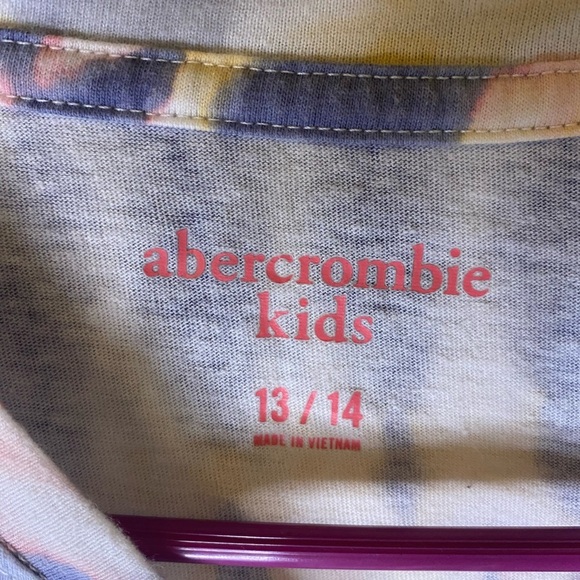 abercrombie
kids
13 / 14
MADE IN VIETNAM